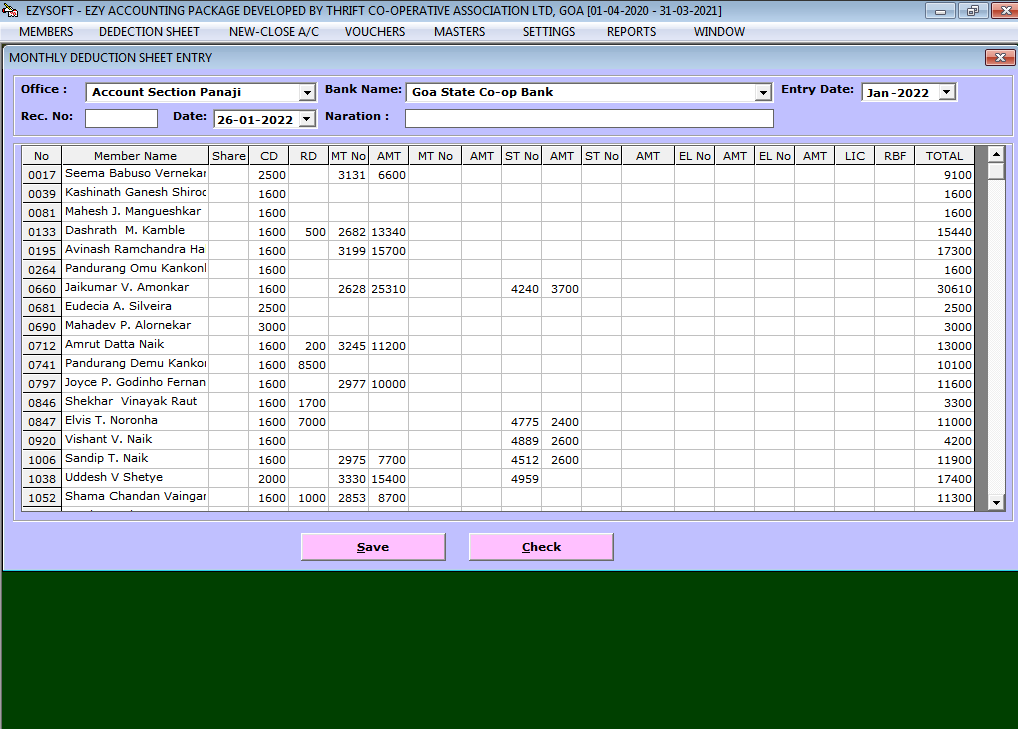 EZYSOFT - EZY ACCOUNTING PACKAGE DEVELOPED BY THRIFT CO-OPERATIVE ASSOCIATION LTD, GOA [01-04-2020 - 31-03-2021]
MEMBERS DEDECTION SHEET NEW-CLOSE A/C VOUCHERS MASTERS SETTINGS REPORTS WINDOW
MONTHLY DEDUCTION SHEET ENTRY
Office : Account Section Panaji Bank Name: Goa State Co-op Bank Entry Date: Jan-2022
Rec. No: Date: 26-01-2022 Naration :
No Member Name Share CD RD MT No AMT MT No AMT ST No AMT ST No AMT EL No AMT EL No AMT LIC RBF TOTAL
0017 Seema Babuso Vernekar 2500 3131 6600 9100
0039 Kashinath Ganesh Shiroc 1600 1600
0081 Mahesh J. Mangueshkar 1600 1600
0133 Dashrath M. Kamble 1600 500 2682 13340 15440
0195 Avinash Ramchandra Ha 1600 3199 15700 17300
0264 Pandurang Omu Kankonl 1600 1600
0660 Jaikumar V. Amonkar 1600 2628 25310 4240 3700 30610
0681 Eudecia A. Silveira 2500 2500
0690 Mahadev P. Alornekar 3000 3000
0712 Amrut Datta Naik 1600 200 3245 11200 13000
0741 Pandurang Demu Kankor 1600 8500 10100
0797 Joyce P. Godinho Fernan 1600 2977 10000 11600
0846 Shekhar Vinayak Raut 1600 1700 3300
0847 Elvis T. Noronha 1600 7000 4775 2400 11000
0920 Vishant V. Naik 1600 4889 2600 4200
1006 Sandip T. Naik 1600 2975 7700 4512 2600 11900
1038 Uddesh V Shetye 2000 3330 15400 4959 17400
1052 Shama Chandan Vaingar 1600 1000 2853 8700 11300
Save Check